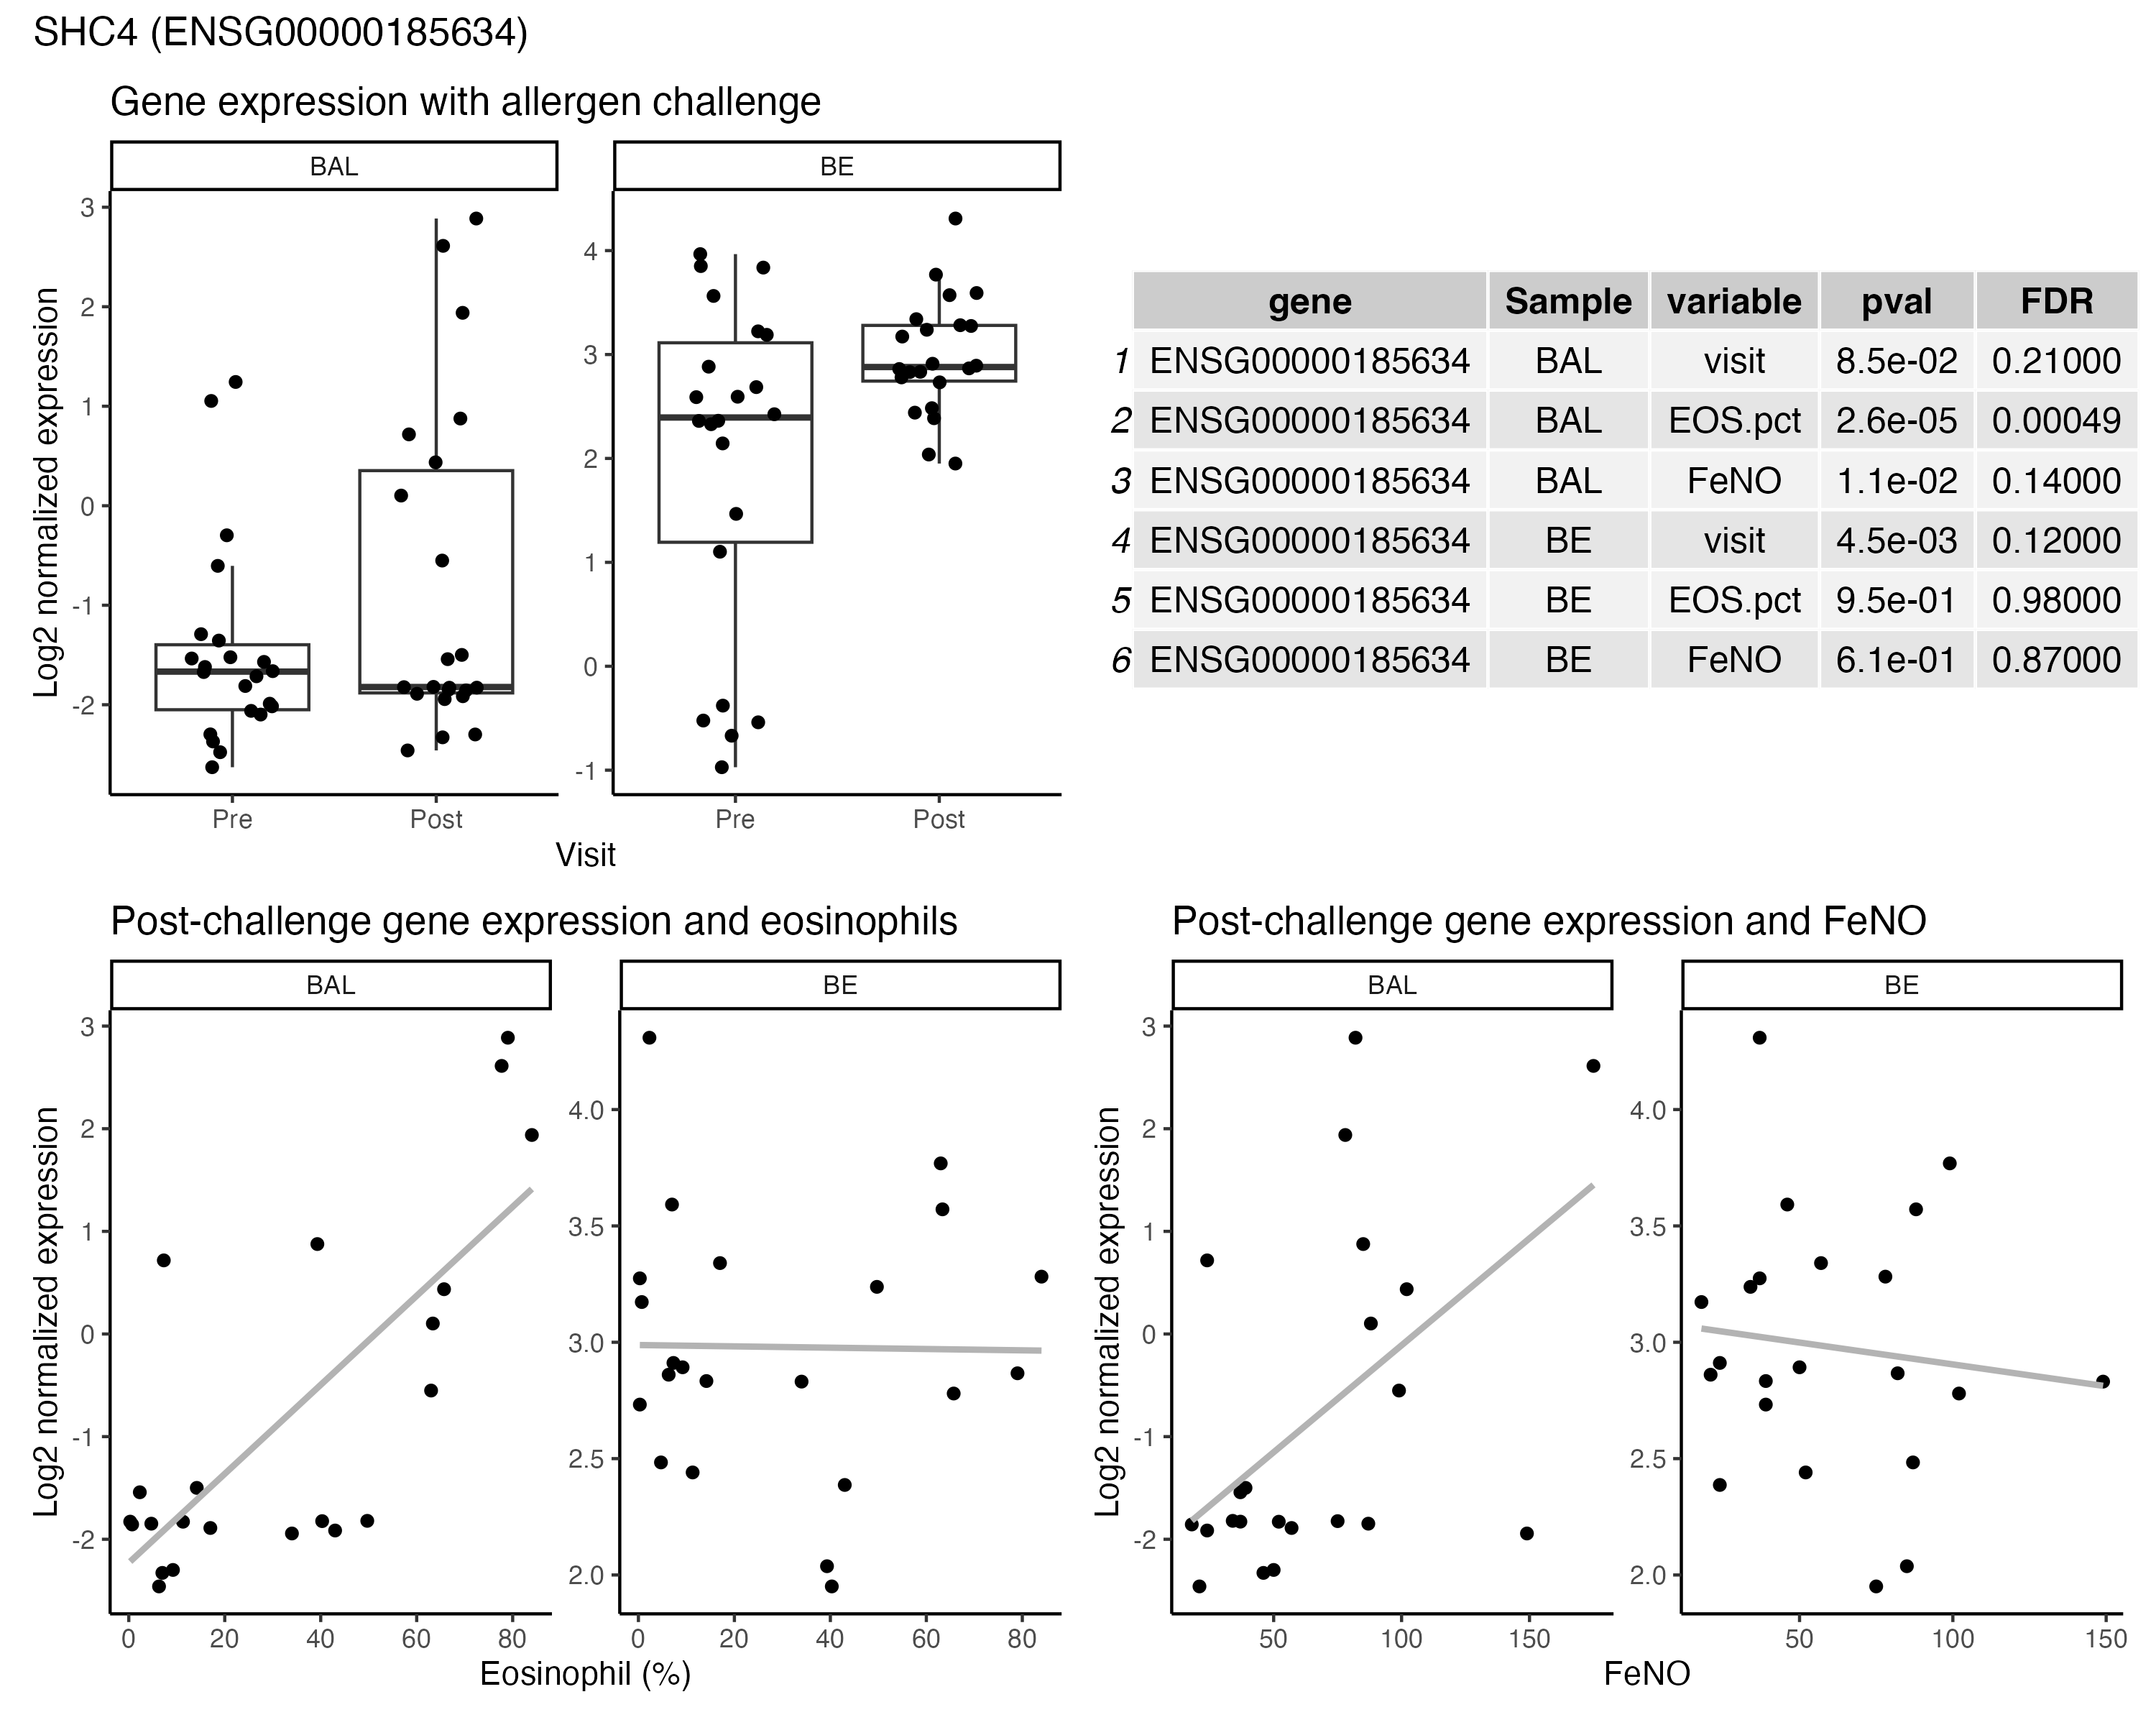 SHC4 (ENSG00000185634)
Gene expression with allergen challenge
BAL BE
Log2 normalized expression
3
2
1
0
-1
-2
4
3
2
1
0
-1
Pre Post Pre Post
Visit
gene Sample variable pval FDR
1 ENSG00000185634 BAL visit 8.5e-02 0.21000
2 ENSG00000185634 BAL EOS.pct 2.6e-05 0.00049
3 ENSG00000185634 BAL FeNO 1.1e-02 0.14000
4 ENSG00000185634 BE visit 4.5e-03 0.12000
5 ENSG00000185634 BE EOS.pct 9.5e-01 0.98000
6 ENSG00000185634 BE FeNO 6.1e-01 0.87000
Post-challenge gene expression and eosinophils
BAL BE
Log2 normalized expression
3
2
1
0
-1
-2
4.0
3.5
3.0
2.5
2.0
0 20 40 60 80 0 20 40 60 80
Eosinophil (%)
Post-challenge gene expression and FeNO
BAL BE
Log2 normalized expression
3
2
1
0
-1
-2
4.0
3.5
3.0
2.5
2.0
50 100 150 50 100 150
FeNO